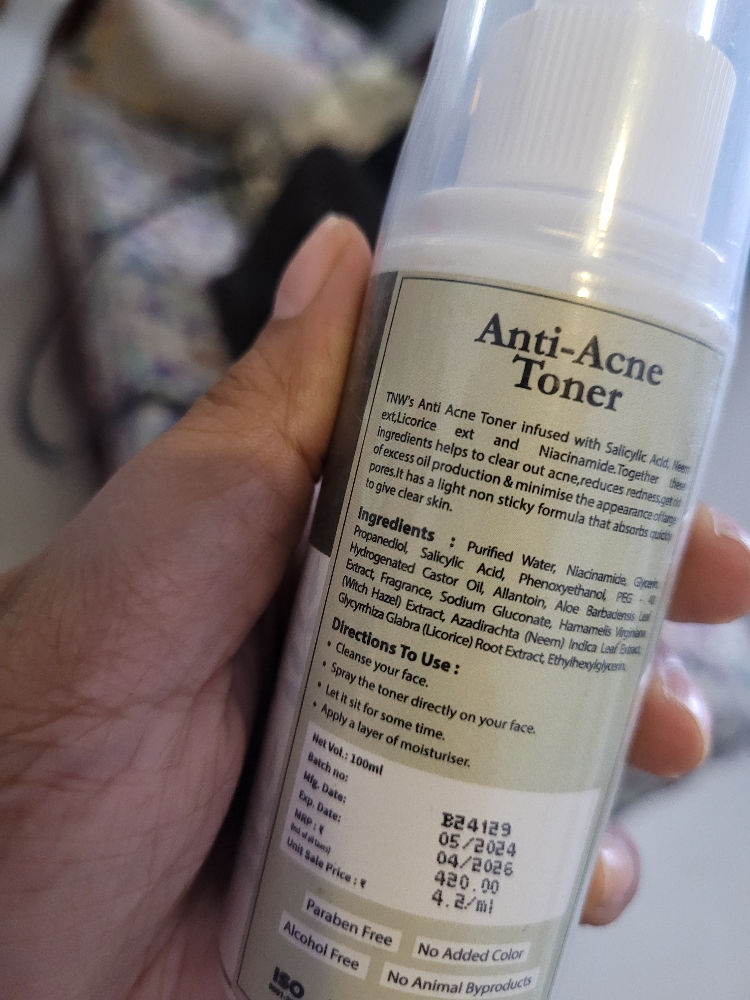 Anti-Acne
Toner
TNW's Anti Acne Toner infused with Salicylic Acid, Neem
ext,Licorice ext and Niacinamide.Together these
ingredients helps to clear out acne,reduces redness,get rid
of excess oil production & minimise the appearance of large
pores.It has a light non sticky formula that absorbs quickly
to give clear skin.
Ingredients : Purified Water, Niacinamide, Glycerin,
Propanediol, Salicylic Acid, Phenoxyethanol, PEG - 40
Hydrogenated Castor Oil, Allantoin, Aloe Barbadensis Leaf
Extract, Fragrance, Sodium Gluconate, Hamamelis Virginiana
(Witch Hazel) Extract, Azadirachta (Neem) Indica Leaf Extract,
Glycyrrhiza Glabra (Licorice) Root Extract, Ethylhexylglycerin.
Directions To Use :
• Cleanse your face.
• Spray the toner directly on your face.
• Let it sit for some time.
• Apply a layer of moisturiser.
Net Vol.: 100ml
Batch no: B24129
Mfg. Date: 05/2024
Exp. Date: 04/2026
MRP : ₹ 420.00
(Incl. of all taxes)
Unit Sale Price : ₹ 4.2/ml
Paraben Free
No Added Color
Alcohol Free
No Animal Byproducts
ISO